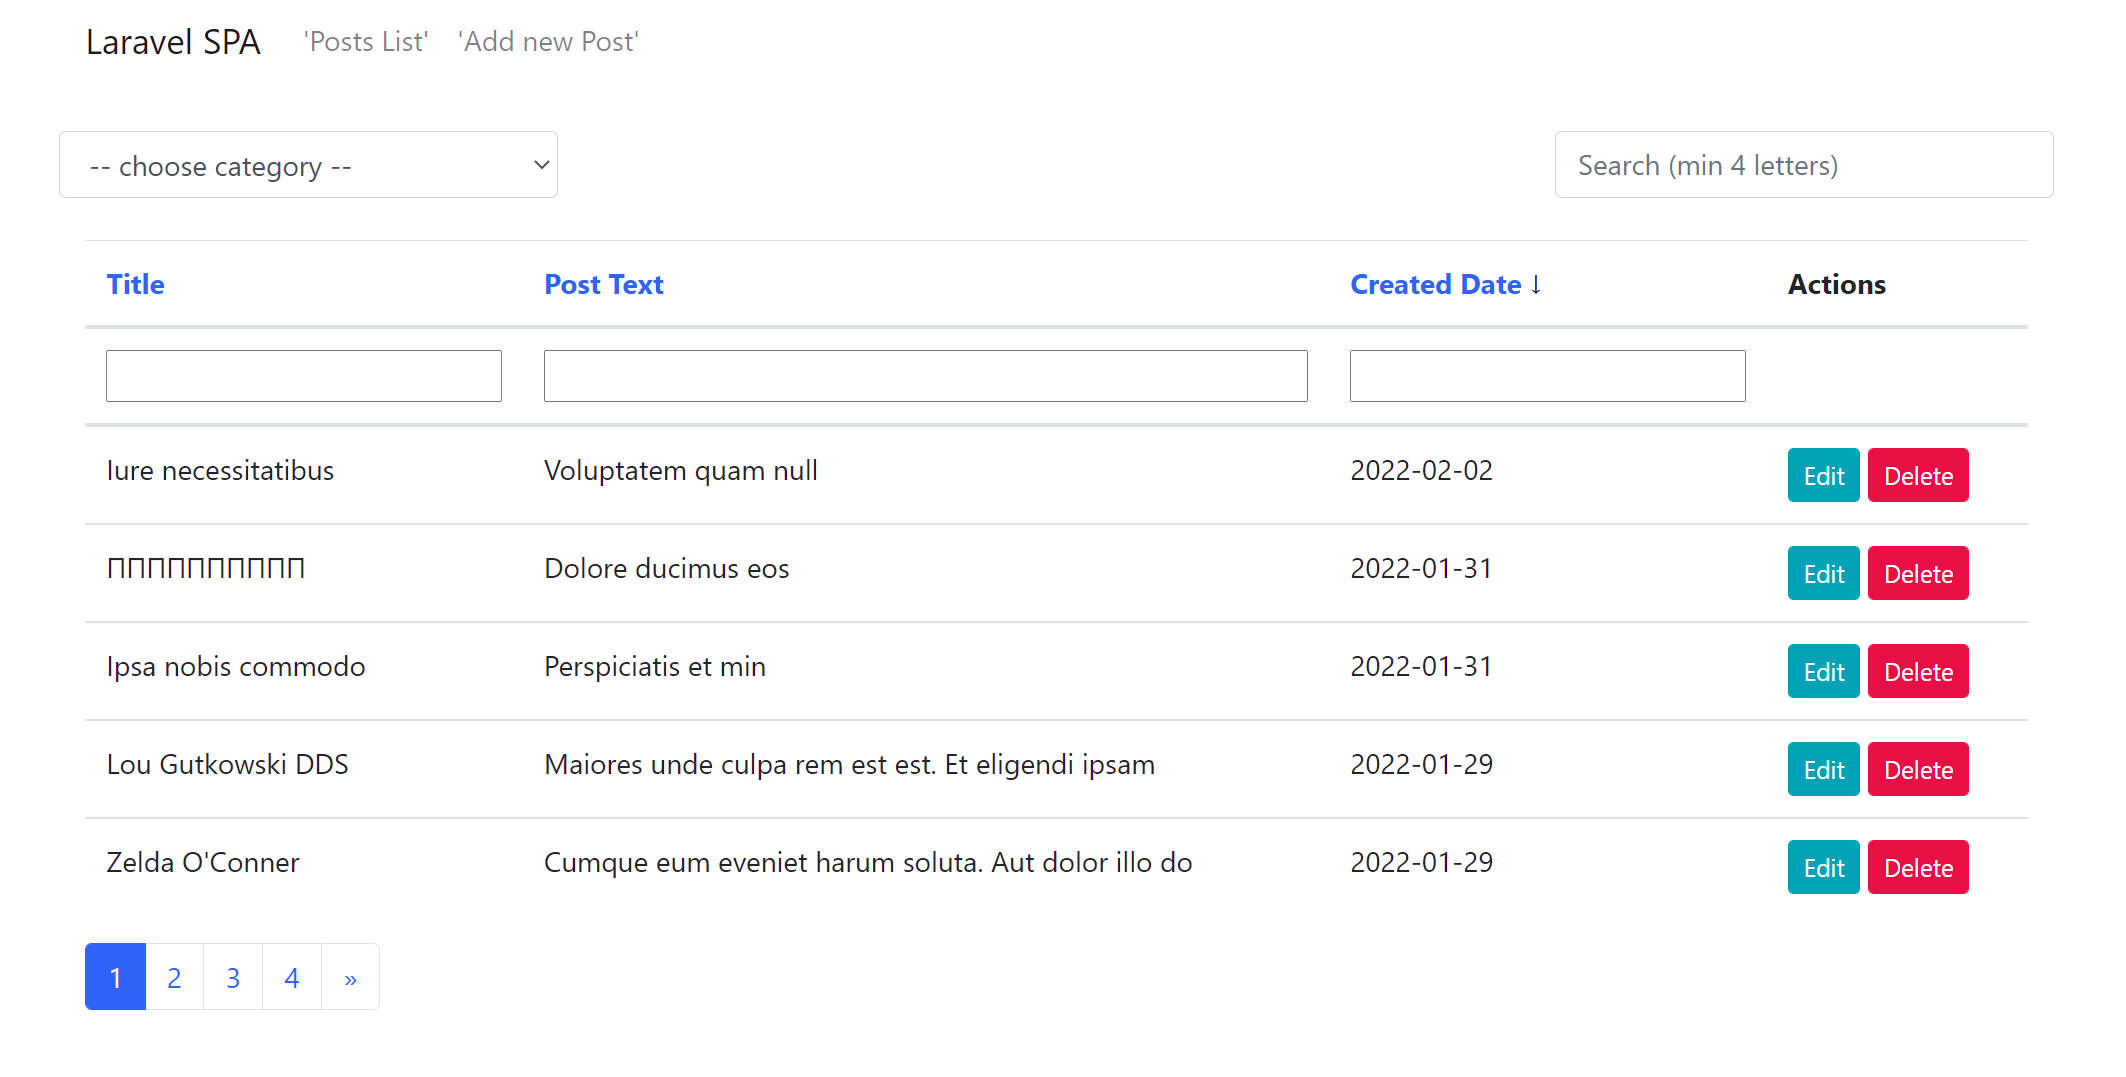 Laravel SPA 'Posts List' 'Add new Post'
-- choose category -- Search (min 4 letters)
Title Post Text Created Date ↓ Actions
Iure necessitatibus Voluptatem quam null 2022-02-02 Edit Delete
ПППППППППП Dolore ducimus eos 2022-01-31 Edit Delete
Ipsa nobis commodo Perspiciatis et min 2022-01-31 Edit Delete
Lou Gutkowski DDS Maiores unde culpa rem est est. Et eligendi ipsam 2022-01-29 Edit Delete
Zelda O'Conner Cumque eum eveniet harum soluta. Aut dolor illo do 2022-01-29 Edit Delete
1 2 3 4 »